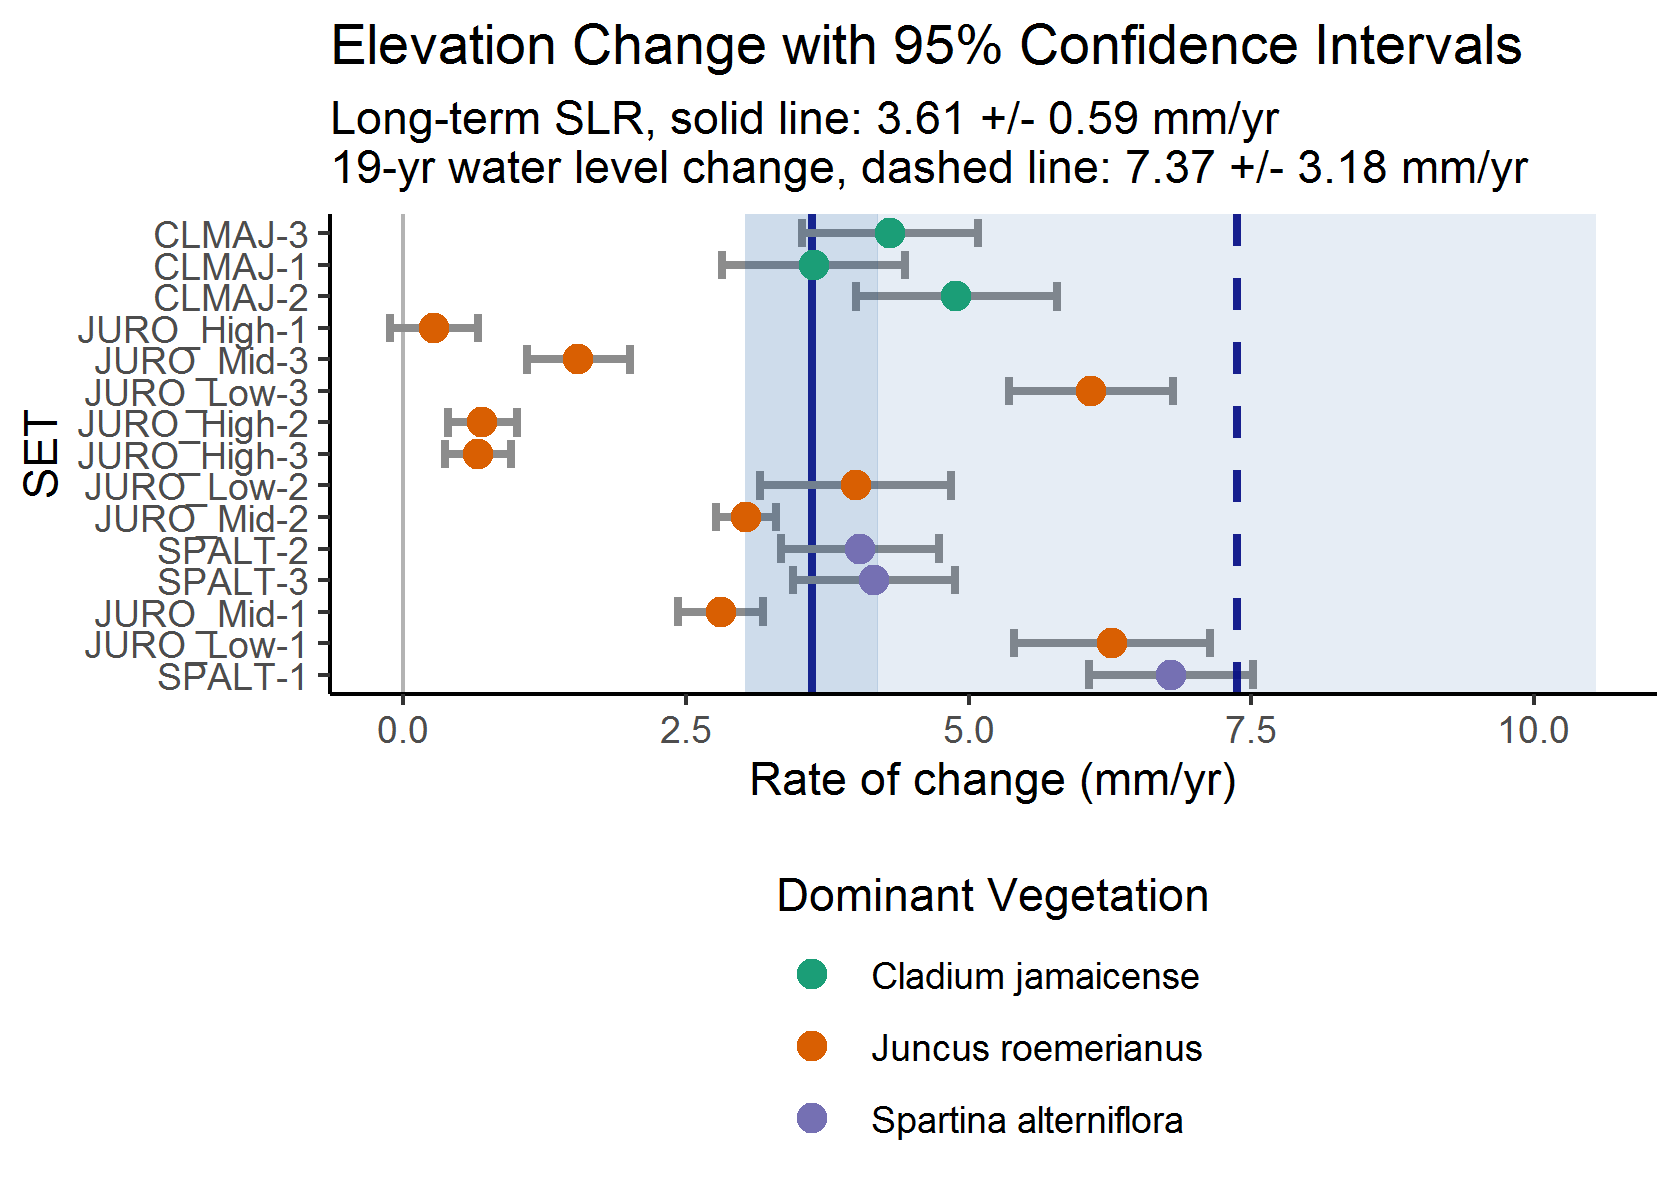 Elevation Change with 95% Confidence Intervals
Long-term SLR, solid line: 3.61 +/- 0.59 mm/yr
19-yr water level change, dashed line: 7.37 +/- 3.18 mm/yr
SET
CLMAJ-3
CLMAJ-1
CLMAJ-2
JURO_High-1
JURO_Mid-3
JURO_Low-3
JURO_High-2
JURO_High-3
JURO_Low-2
JURO_Mid-2
SPALT-2
SPALT-3
JURO_Mid-1
JURO_Low-1
SPALT-1
0.0 2.5 5.0 7.5 10.0
Rate of change (mm/yr)
Dominant Vegetation
Cladium jamaicense
Juncus roemerianus
Spartina alterniflora